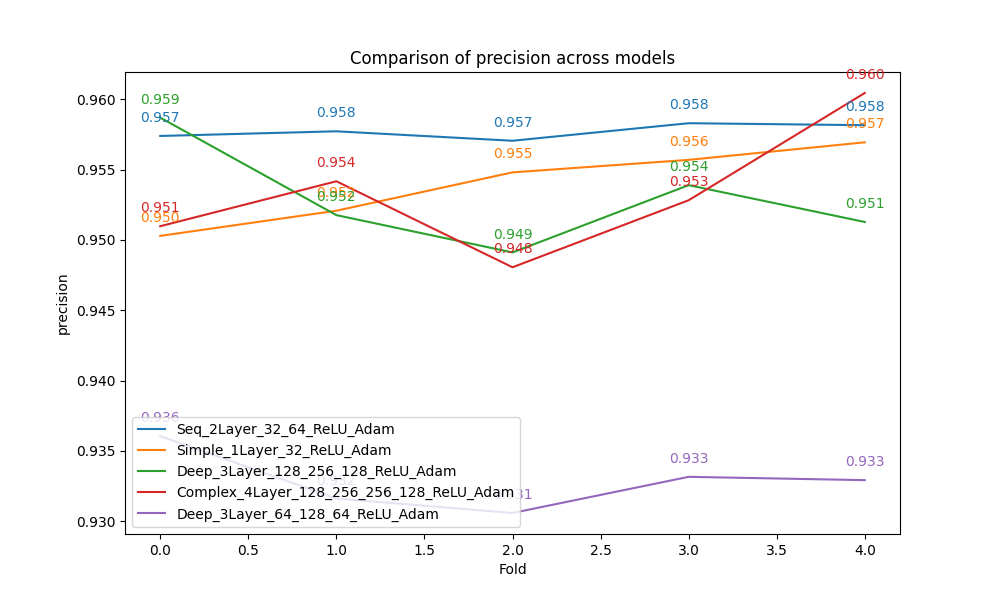 Comparison of precision across models
0.960
0.955
0.950
0.945
0.940
0.935
0.930
precision
0.957 0.958 0.957 0.958 0.958
0.950 0.952 0.955 0.956 0.957
0.959 0.952 0.949 0.954 0.951
0.951 0.954 0.948 0.953 0.960
0.936 0.933 0.933
Seq_2Layer_32_64_ReLU_Adam
Simple_1Layer_32_ReLU_Adam
Deep_3Layer_128_256_128_ReLU_Adam
Complex_4Layer_128_256_256_128_ReLU_Adam
Deep_3Layer_64_128_64_ReLU_Adam
0.0 0.5 1.0 1.5 2.0 2.5 3.0 3.5 4.0
Fold